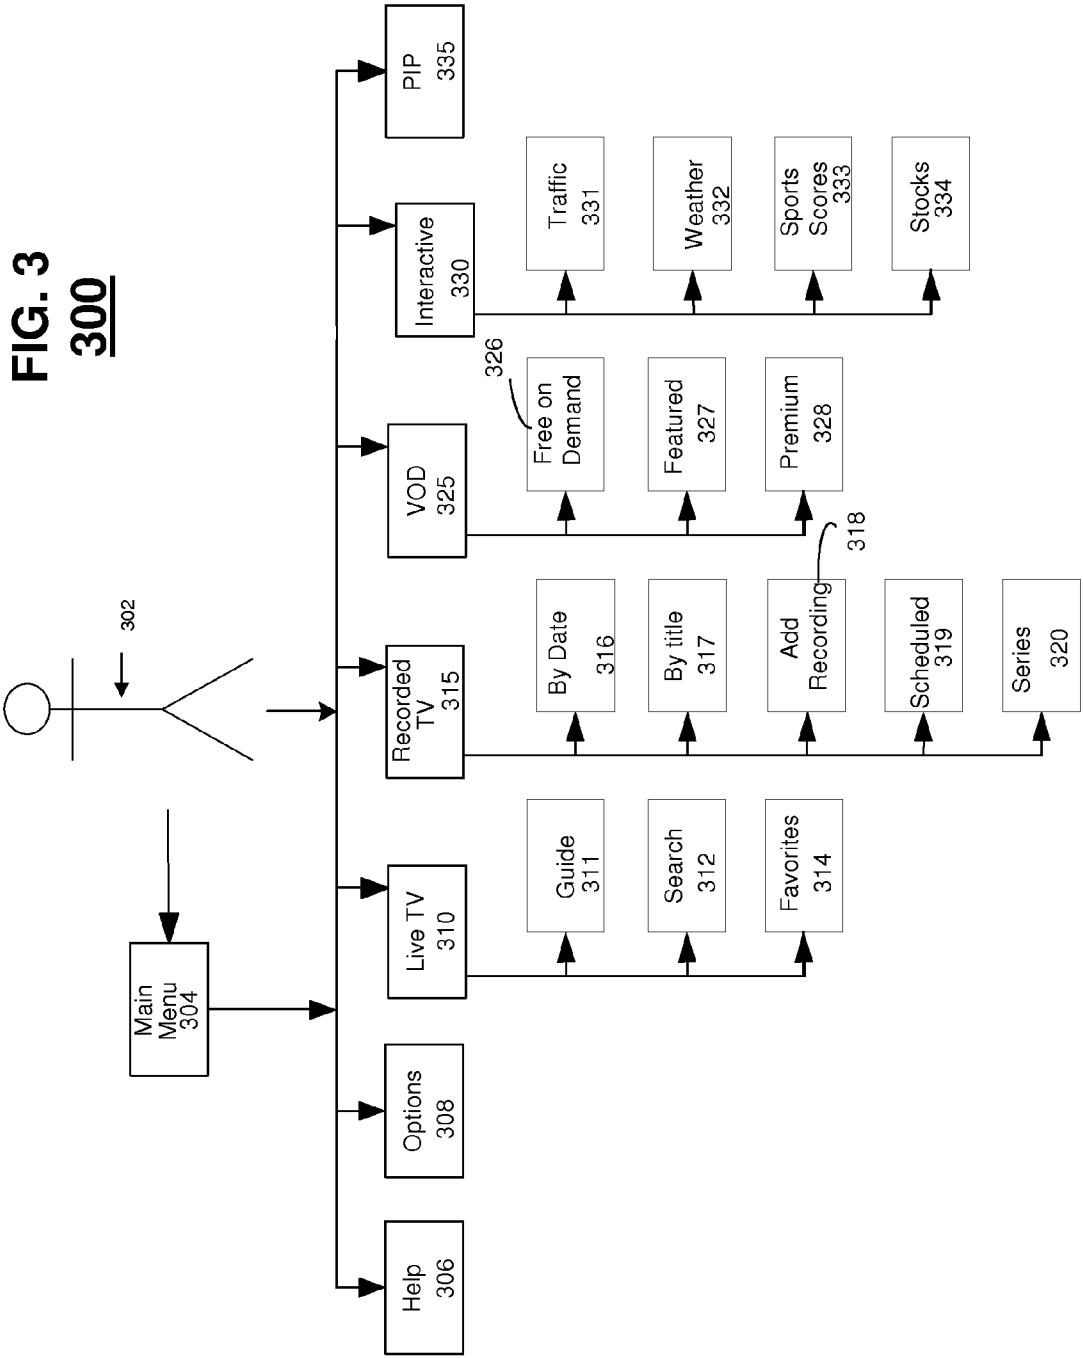 FIG. 3
300
302
Main
Menu
304
Help
306
Options
308
Live TV
310
Recorded
TV
315
VOD
325
Interactive
330
PIP
335
Guide
311
Search
312
Favorites
314
By Date
316
By title
317
Add
Recording
318
Scheduled
319
Series
320
326
Free on
Demand
Featured
327
Premium
328
Traffic
331
Weather
332
Sports
Scores
333
Stocks
334